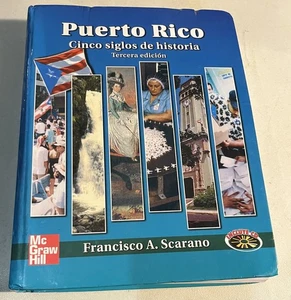 Puerto Rico
Cinco siglos de historia
Tercera edición
Mc
Graw
Hill
Francisco A. Scarano